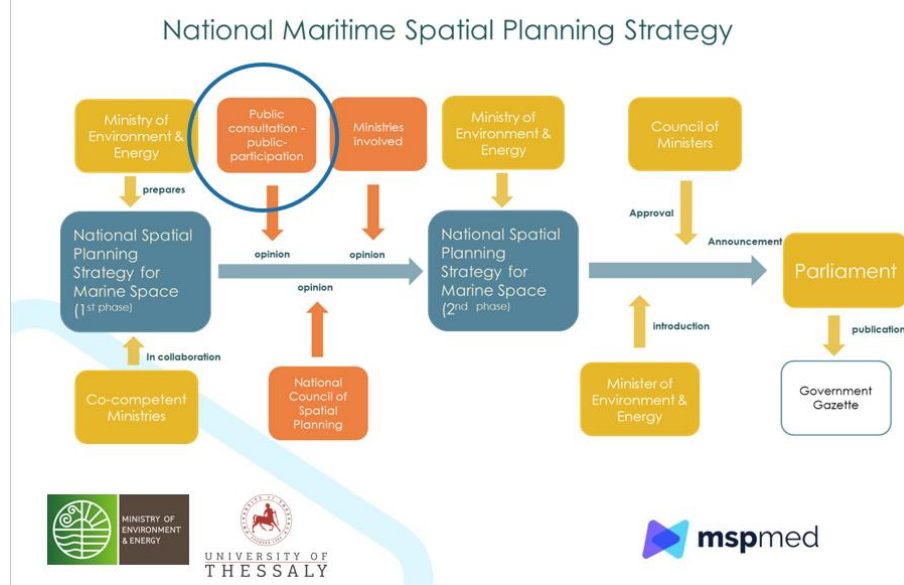 National Maritime Spatial Planning Strategy
Ministry of
Environment &
Energy
Public
consultation -
public-
participation
Ministries
involved
Ministry of
Environment &
Energy
Council of
Ministers
prepares
opinion
opinion
Approval
Announcement
National Spatial
Planning
Strategy for
Marine Space
(1st phase)
opinion
National Spatial
Planning
Strategy for
Marine Space
(2nd phase)
Parliament
In collaboration
introduction
publication
Co-competent
Ministries
National
Council of
Spatial
Planning
Minister of
Environment &
Energy
Government
Gazette
MINISTRY OF
ENVIRONMENT
& ENERGY
UNIVERSITY OF
THESSALY
mspmed